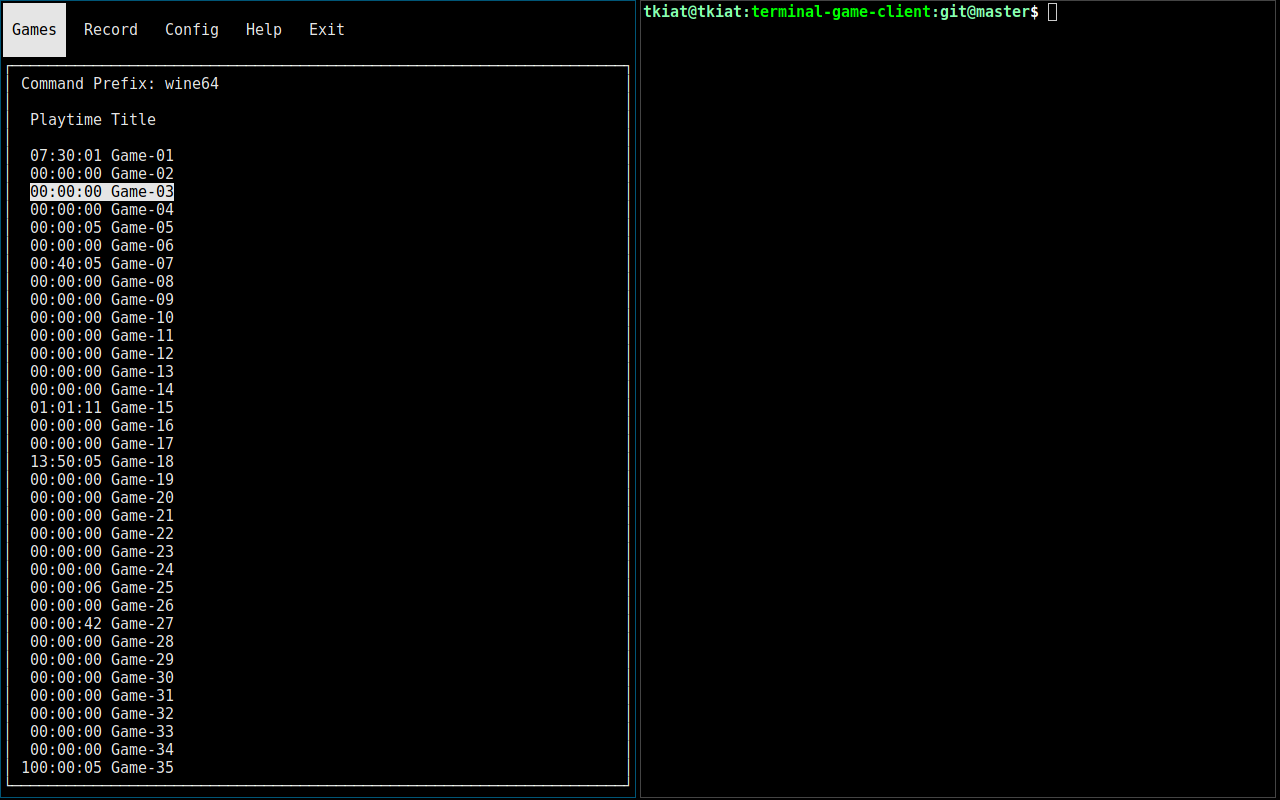 Games Record Config Help Exit
Command Prefix: wine64
Playtime Title
07:30:01 Game-01
00:00:00 Game-02
00:00:00 Game-03
00:00:00 Game-04
00:00:05 Game-05
00:00:00 Game-06
00:40:05 Game-07
00:00:00 Game-08
00:00:00 Game-09
00:00:00 Game-10
00:00:00 Game-11
00:00:00 Game-12
00:00:00 Game-13
00:00:00 Game-14
01:01:11 Game-15
00:00:00 Game-16
00:00:00 Game-17
13:50:05 Game-18
00:00:00 Game-19
00:00:00 Game-20
00:00:00 Game-21
00:00:00 Game-22
00:00:00 Game-23
00:00:00 Game-24
00:00:06 Game-25
00:00:00 Game-26
00:00:42 Game-27
00:00:00 Game-28
00:00:00 Game-29
00:00:00 Game-30
00:00:00 Game-31
00:00:00 Game-32
00:00:00 Game-33
00:00:00 Game-34
100:00:05 Game-35
tkiat@tkiat:terminal-game-client:git@master$